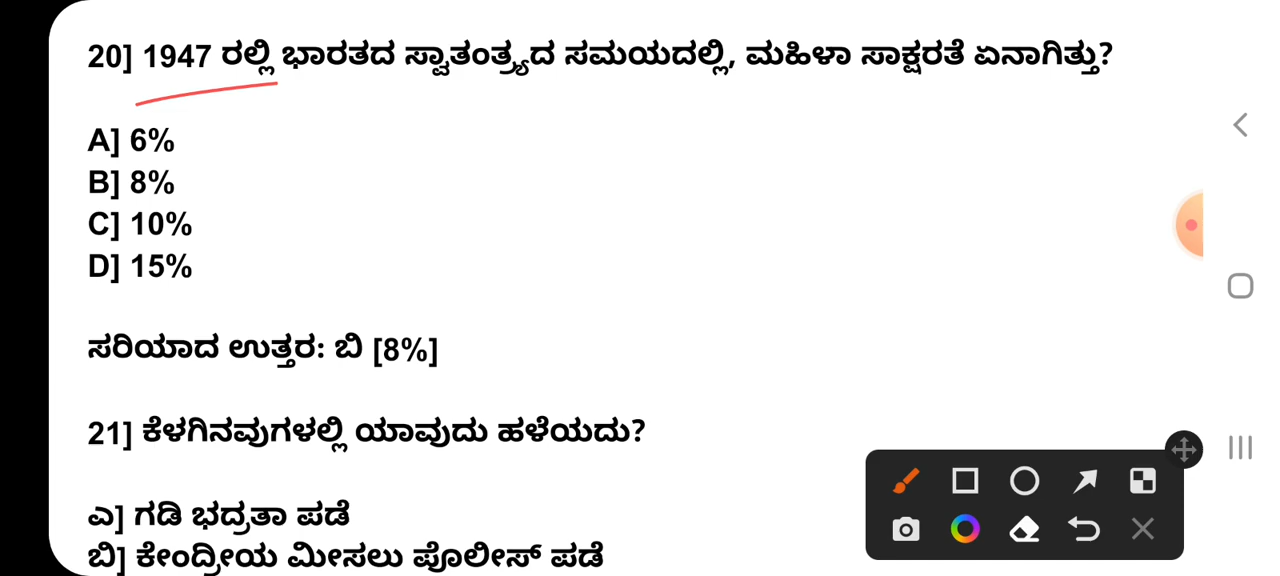 20] 1947 ರಲ್ಲಿ ಭಾರತದ ಸ್ವಾತಂತ್ರ್ಯದ ಸಮಯದಲ್ಲಿ, ಮಹಿಳಾ ಸಾಕ್ಷರತೆ ಏನಾಗಿತ್ತು?
A] 6%
B] 8%
C] 10%
D] 15%
ಸರಿಯಾದ ಉತ್ತರ: ಬಿ [8%]
21] ಕೆಳಗಿನವುಗಳಲ್ಲಿ ಯಾವುದು ಹಳೆಯದು?
ಎ] ಗಡಿ ಭದ್ರತಾ ಪಡೆ
ಬಿ] ಕೇಂದ್ರೀಯ ಮೀಸಲು ಪೊಲೀಸ್ ಪಡೆ